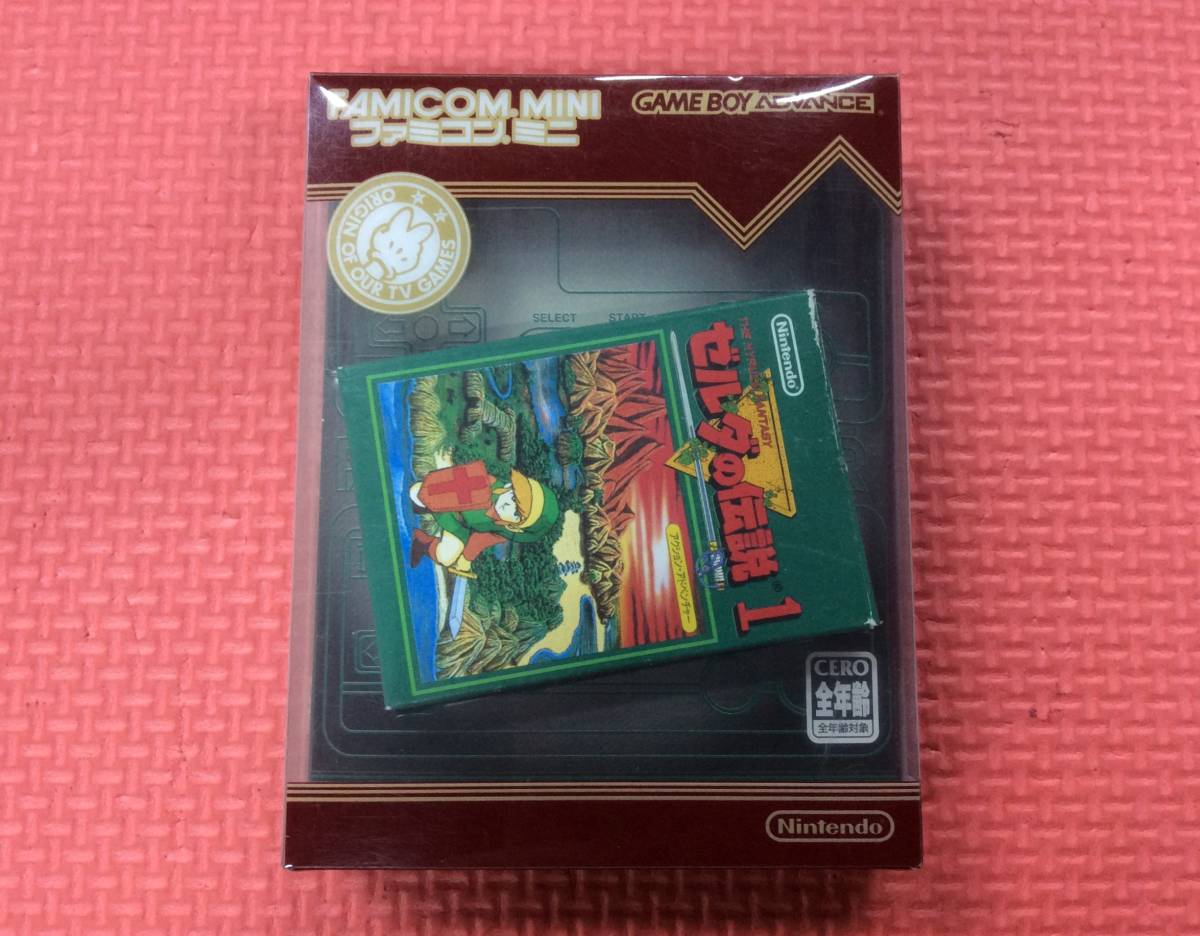 FAMICOM MINI
ファミコン ミニ
GAME BOY ADVANCE
ORIGIN OF OUR TV GAMES
SELECT
START
Nintendo
THE HYRULE FANTASY
ゼルダの伝説 1
アクション・アドベンチャー
CERO
全年齢
全年齢対象
Nintendo